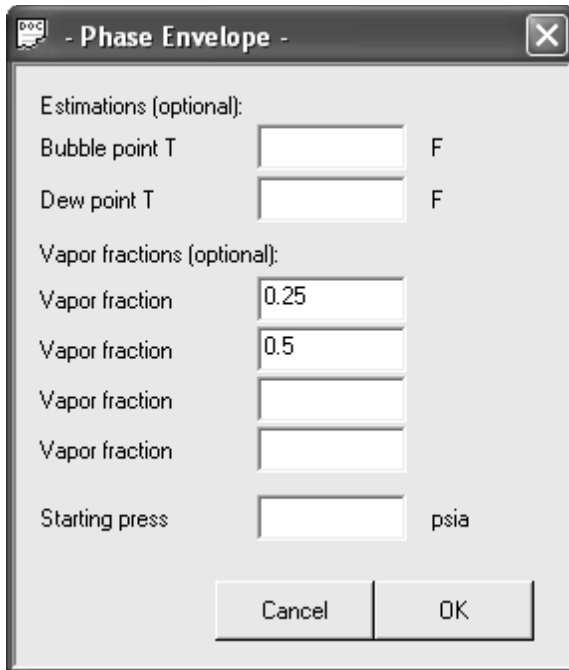 DOC - Phase Envelope -
Estimations (optional):
Bubble point T F
Dew point T F
Vapor fractions (optional):
Vapor fraction 0.25
Vapor fraction 0.5
Vapor fraction
Vapor fraction
Starting press psia
Cancel OK